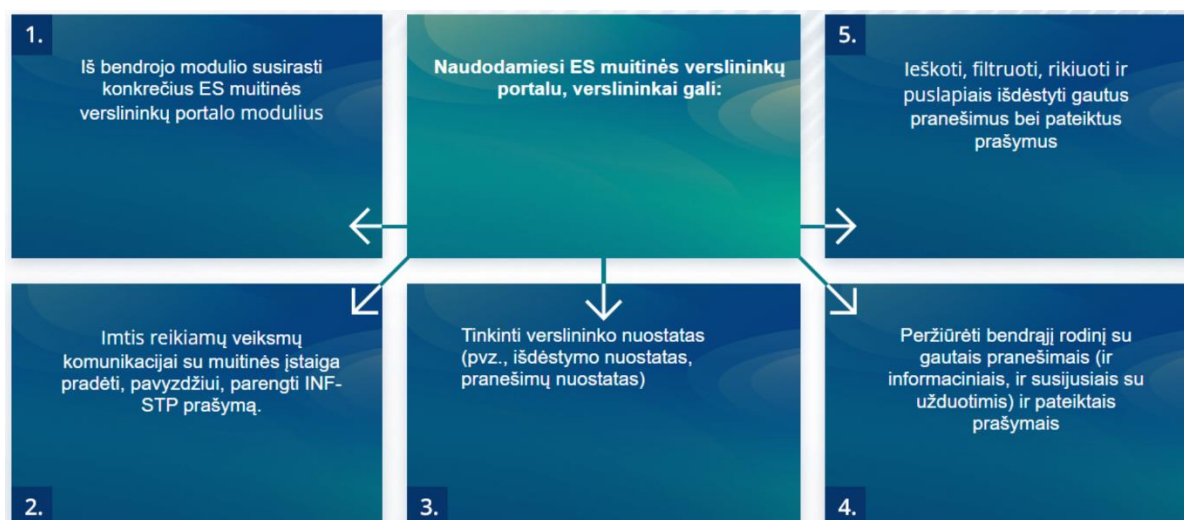 Naudodamiesi ES muitinės verslininkų
portalu, verslininkai gali:
1.
Iš bendrojo modulio susirasti
konkrečius ES muitinės
verslininkų portalo modulius
2.
Imtis reikiamų veiksmų
komunikacijai su muitinės įstaiga
pradėti, pavyzdžiui, parengti INF-
STP prašymą.
3.
Tinkinti verslininko nuostatas
(pvz., išdėstymo nuostatas,
pranešimų nuostatas)
4.
Peržiūrėti bendrąjį rodinį su
gautais pranešimais (ir
informaciniais, ir susijusiais su
užduotimis) ir pateiktais
prašymais
5.
Ieškoti, filtruoti, rikiuoti ir
puslapiais išdėstyti gautus
pranešimus bei pateiktus
prašymus